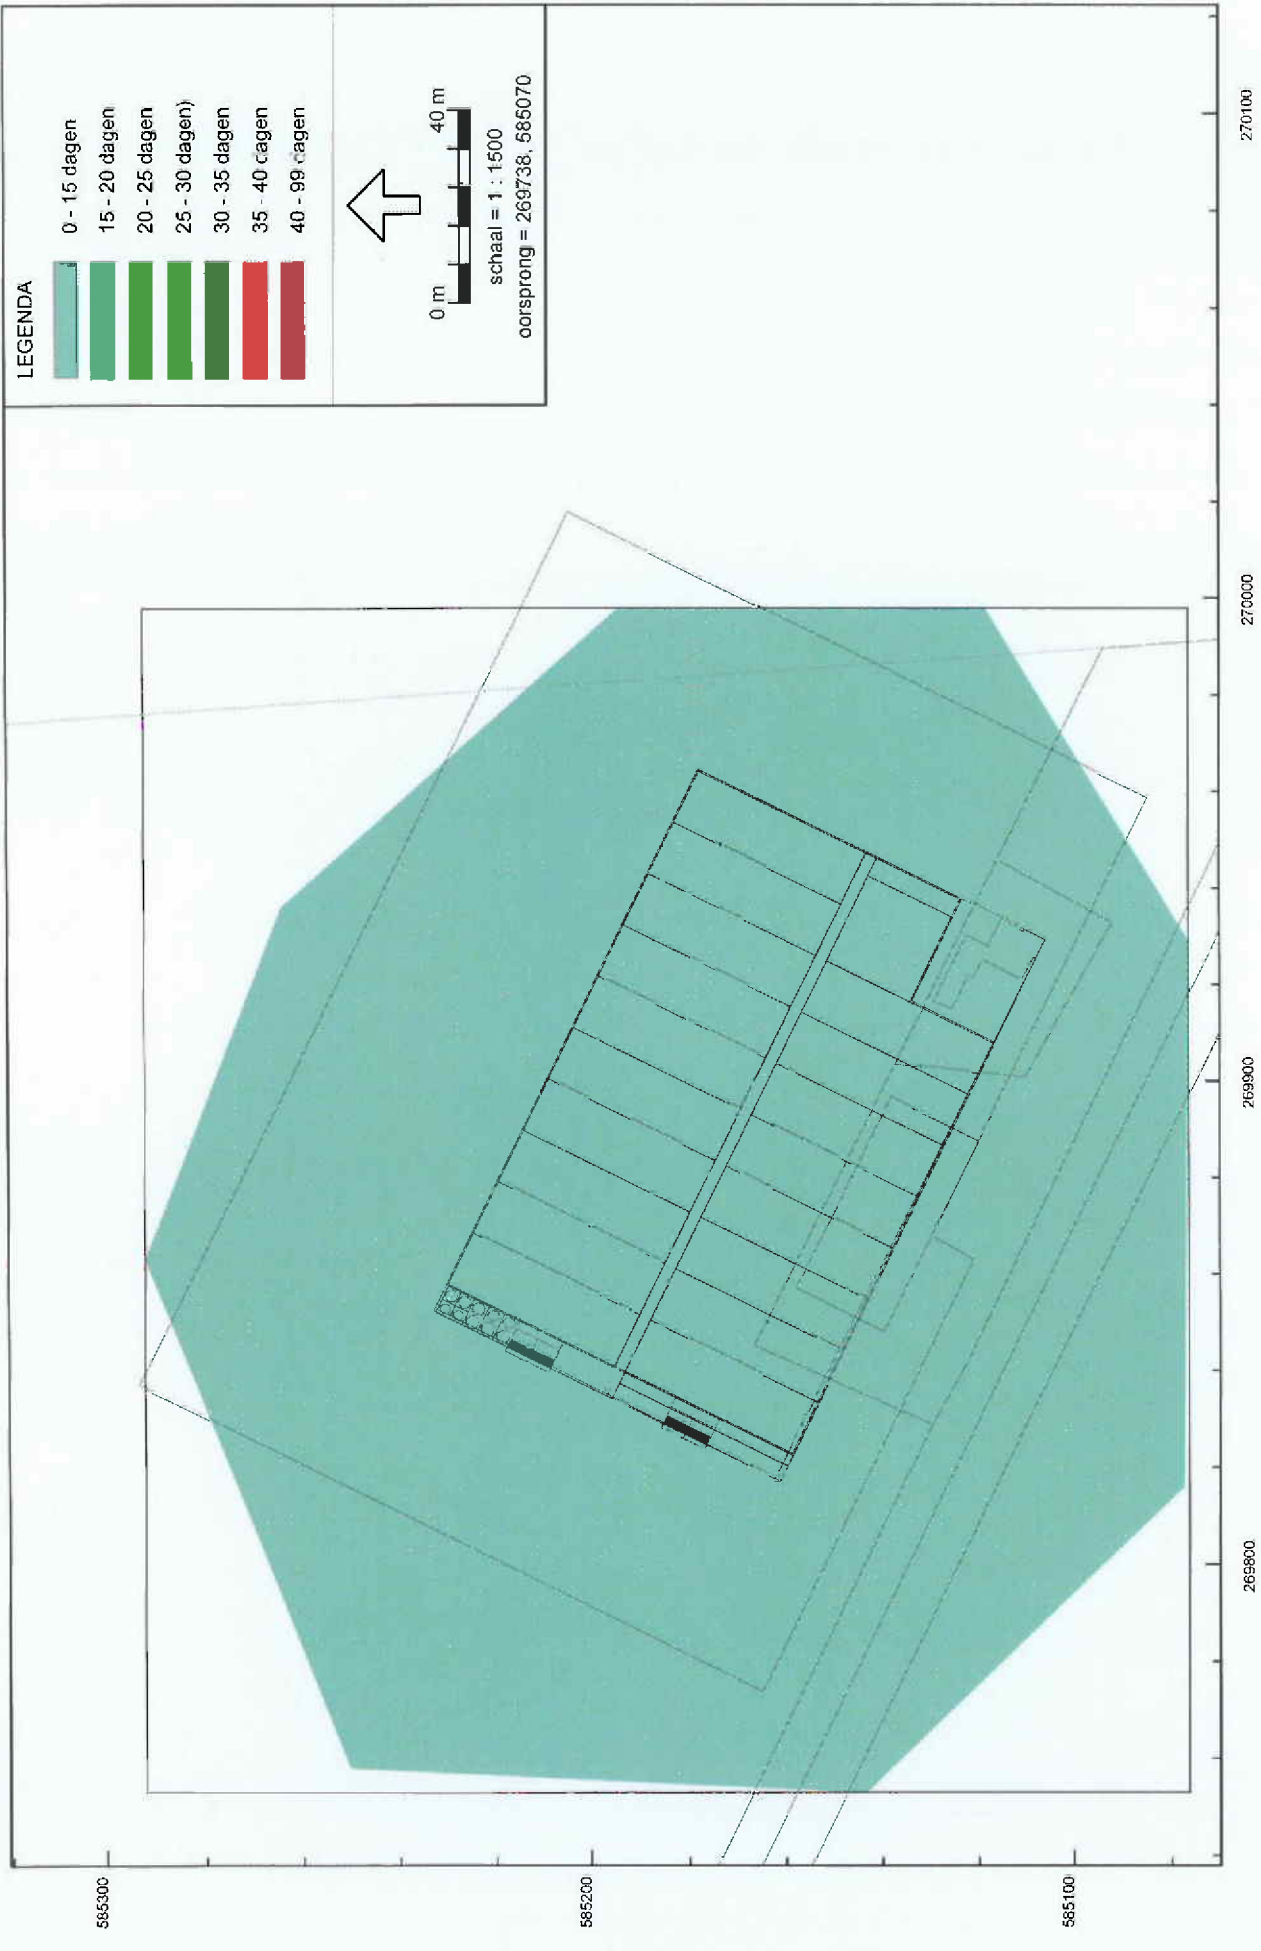 LEGENDA
0 - 15 dagen
15 - 20 dagen
20 - 25 dagen
25 - 30 dagen)
30 - 35 dagen
35 - 40 dagen
40 - 99 dagen
0 m 40 m
schaal = 1 : 1500
oorsprong = 269738, 585070
585300
585200
585100
269800
269900
270000
270100